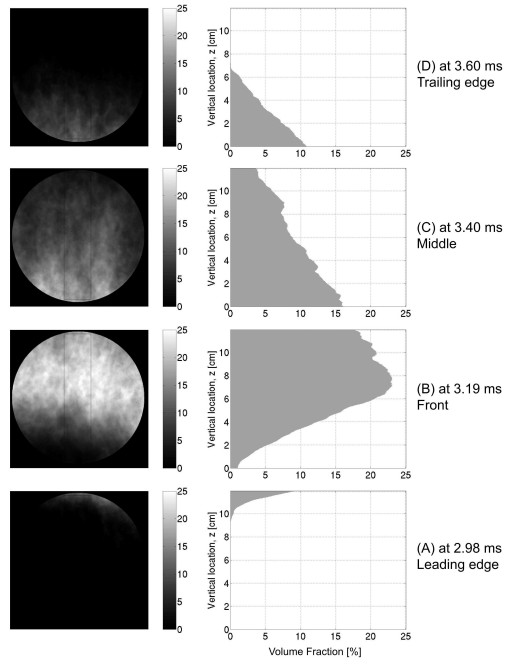 25
20
15
10
5
0
Vertical location, z [cm]
10
8
6
4
2
0
0 5 10 15 20 25
(D) at 3.60 ms
Trailing edge
25
20
15
10
5
0
Vertical location, z [cm]
10
8
6
4
2
0
0 5 10 15 20 25
(C) at 3.40 ms
Middle
25
20
15
10
5
0
Vertical location, z [cm]
10
8
6
4
2
0
0 5 10 15 20 25
(B) at 3.19 ms
Front
25
20
15
10
5
0
Vertical location, z [cm]
10
8
6
4
2
0
0 5 10 15 20 25
Volume Fraction [%]
(A) at 2.98 ms
Leading edge